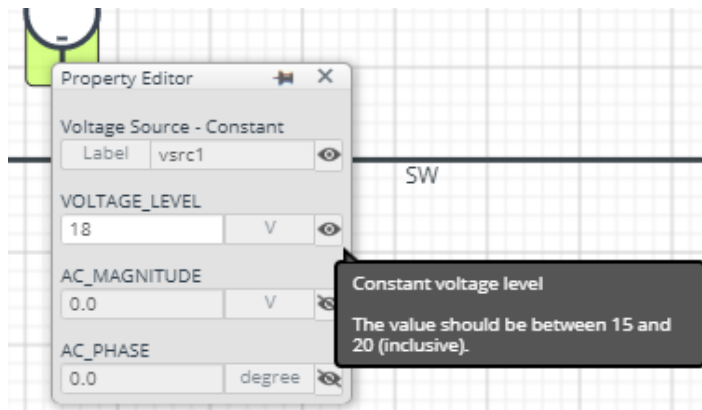 -
Property Editor
Voltage Source - Constant
Label vsrc1
SW
VOLTAGE_LEVEL
18 V
AC_MAGNITUDE
0.0 V
AC_PHASE
0.0 degree
Constant voltage level
The value should be between 15 and
20 (inclusive).